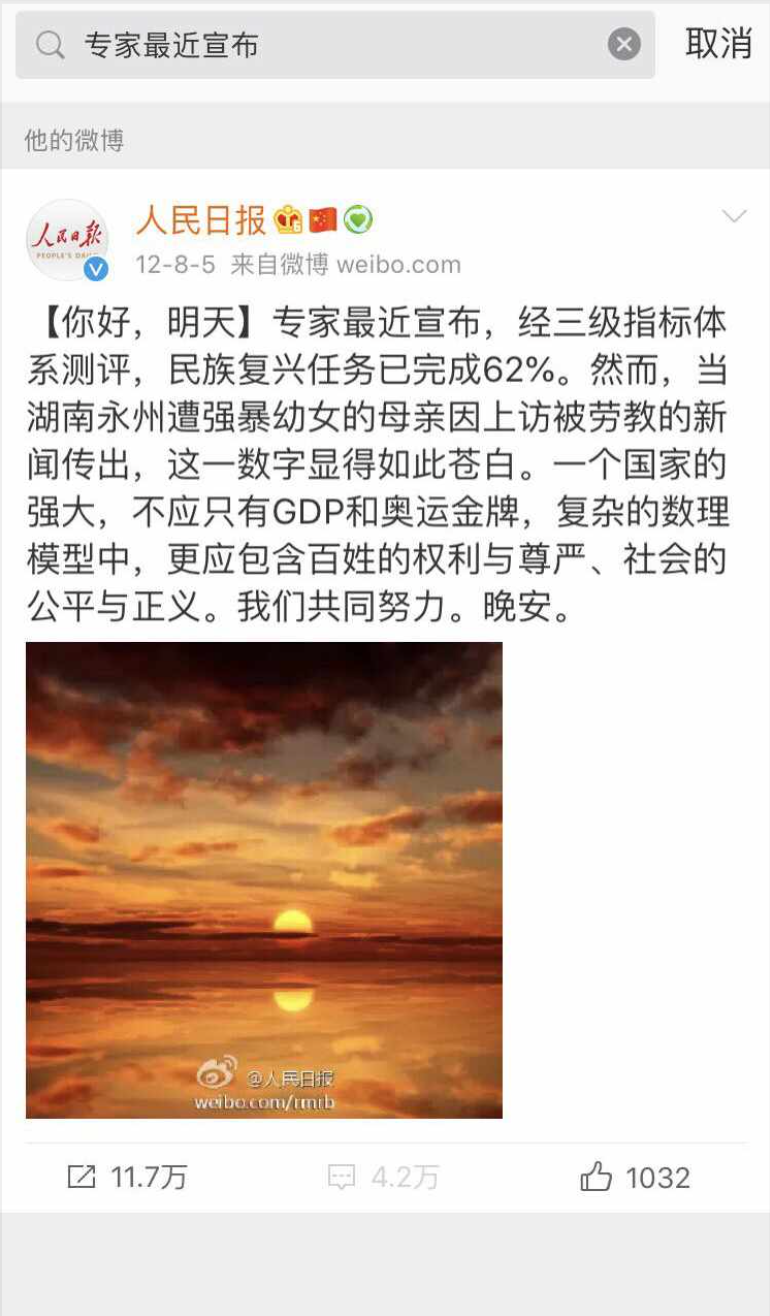 专家最近宣布
取消
他的微博
人民日报
人民日报
PEOPLE'S DAILY
12-8-5 来自微博 weibo.com
【你好，明天】专家最近宣布，经三级指标体
系测评，民族复兴任务已完成62%。然而，当
湖南永州遭强暴幼女的母亲因上访被劳教的新
闻传出，这一数字显得如此苍白。一个国家的
强大，不应只有GDP和奥运金牌，复杂的数理
模型中，更应包含百姓的权利与尊严、社会的
公平与正义。我们共同努力。晚安。
@人民日报
weibo.com/rmrb
11.7万
4.2万
1032